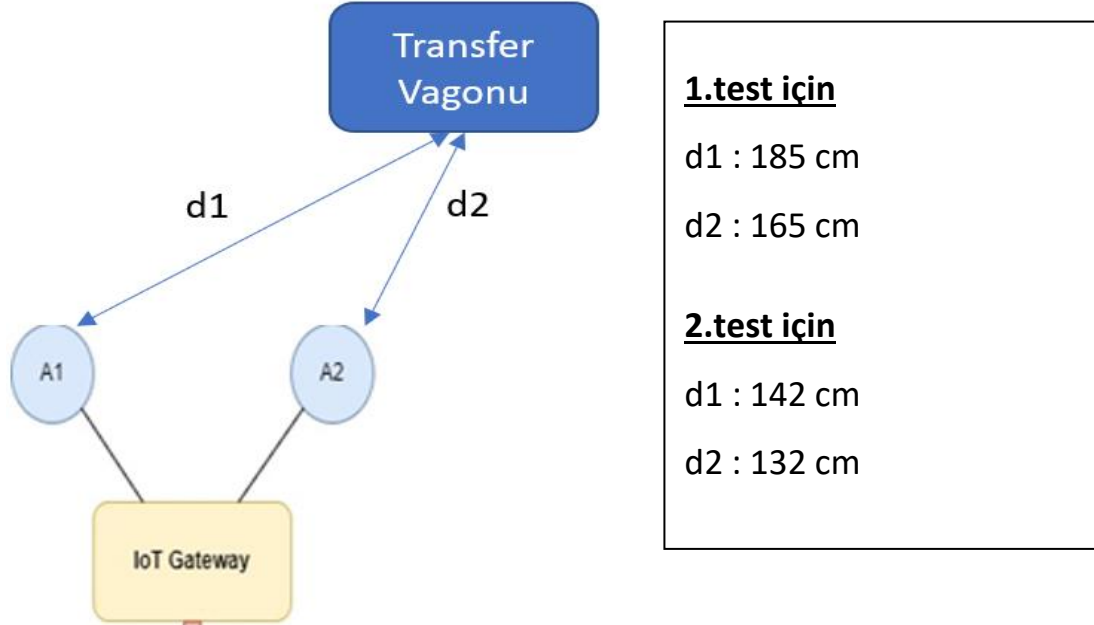 Transfer
Vagonu
d1
d2
A1
A2
IoT Gateway
1.test için
d1 : 185 cm
d2 : 165 cm
2.test için
d1 : 142 cm
d2 : 132 cm